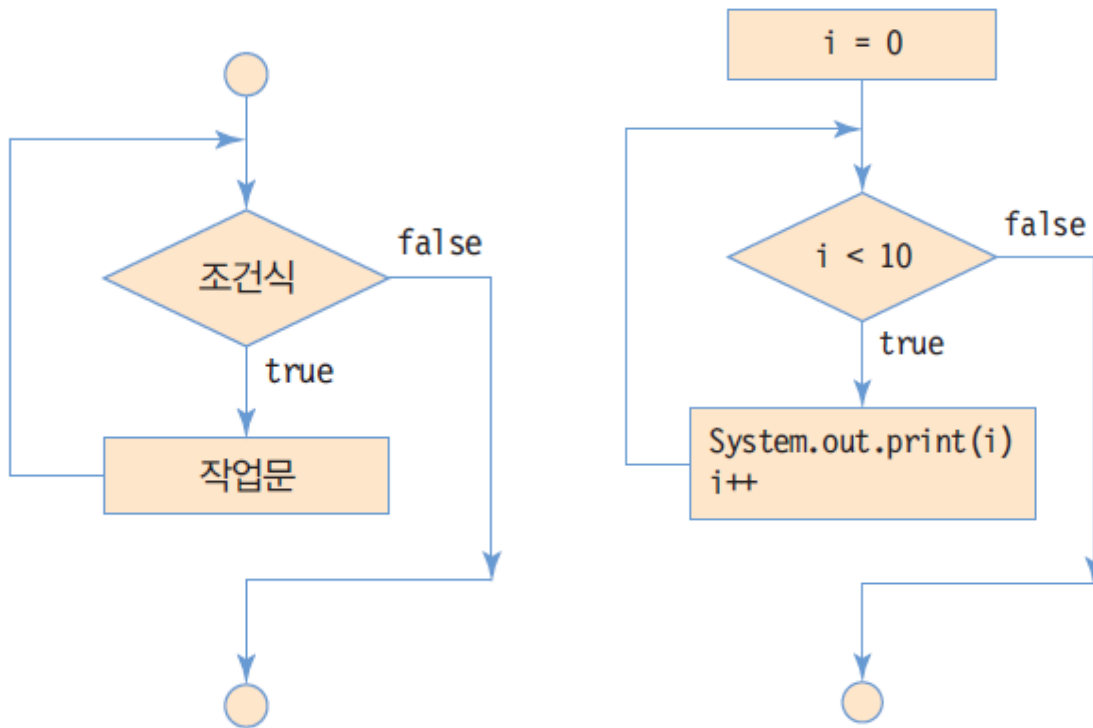 조건식
false
true
작업문
i = 0
i < 10
false
true
System.out.print(i)
i++